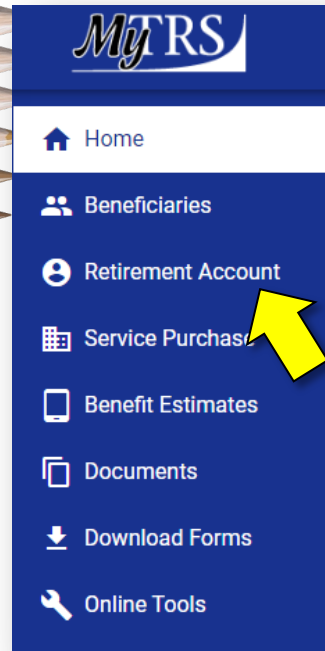 MyTRS
Home
Beneficiaries
Retirement Account
Service Purchase
Benefit Estimates
Documents
Download Forms
Online Tools